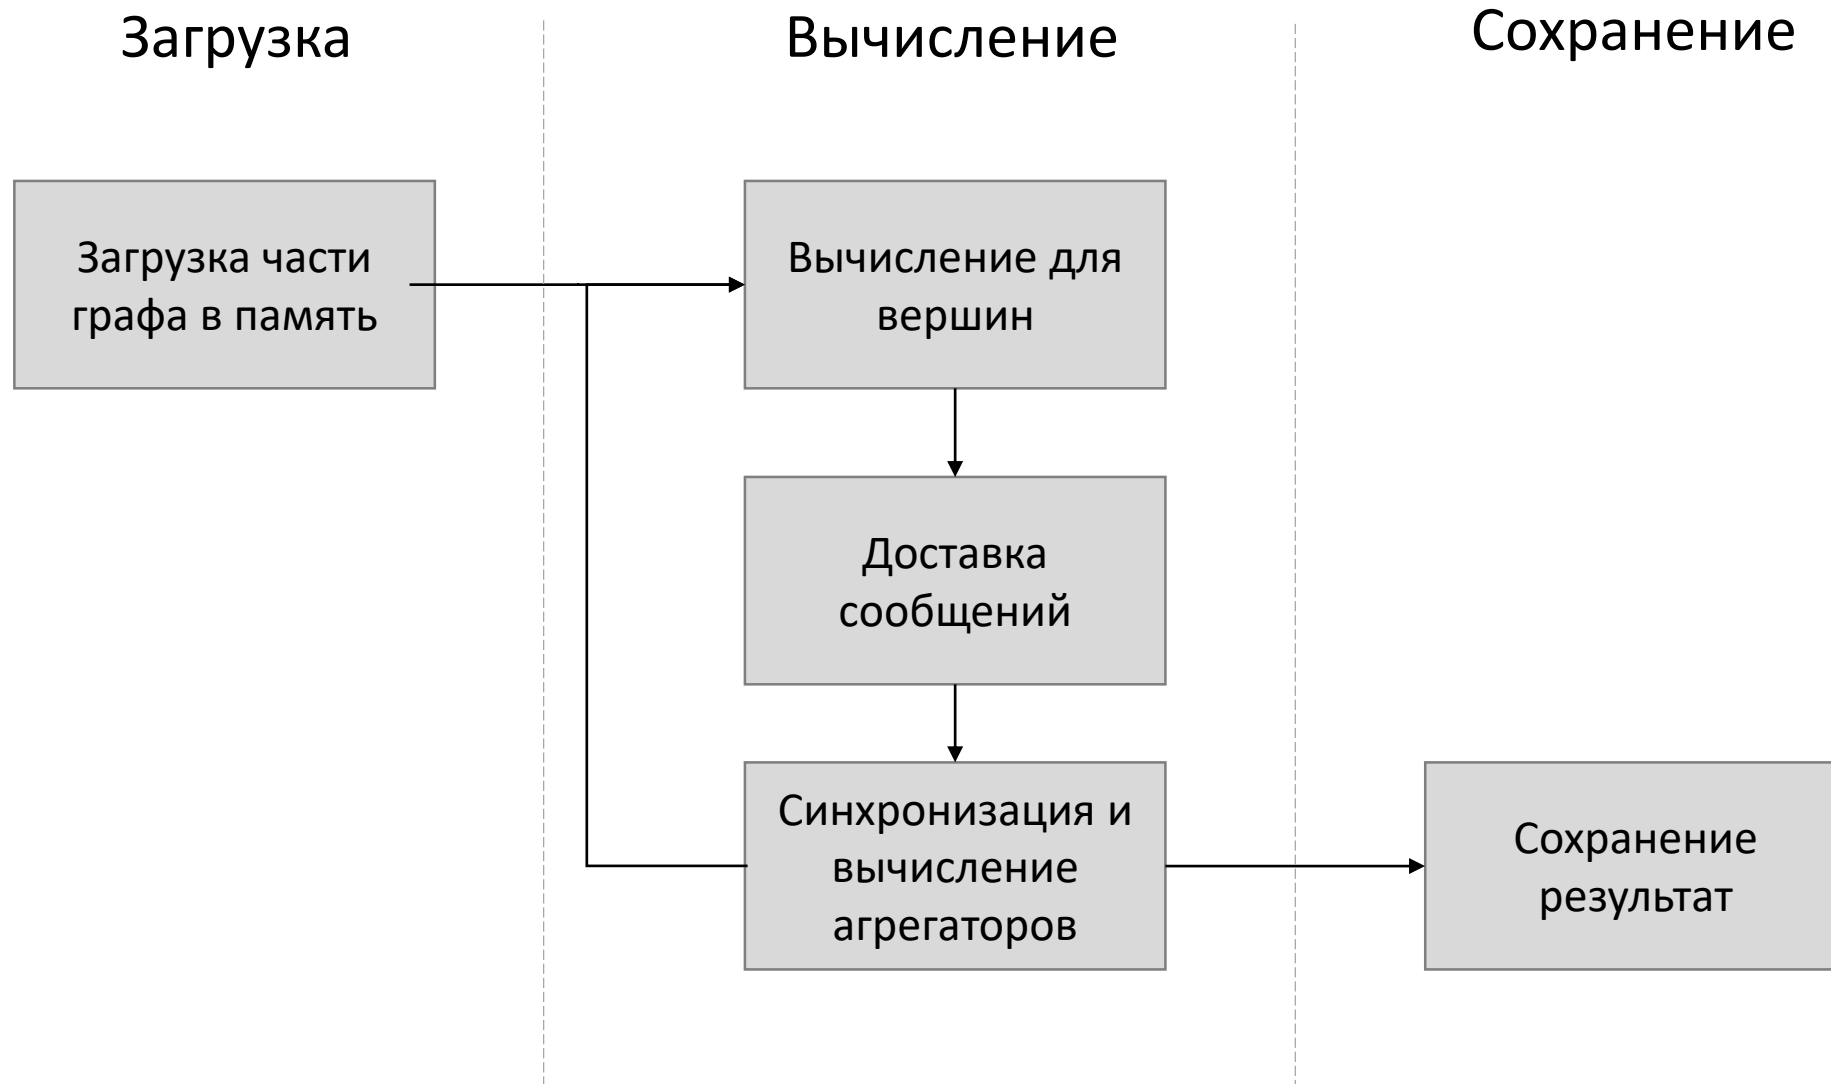 Загрузка
Вычисление
Сохранение
Загрузка части
графа в память
Вычисление для
вершин
Доставка
сообщений
Синхронизация и
вычисление
агрегаторов
Сохранение
результат